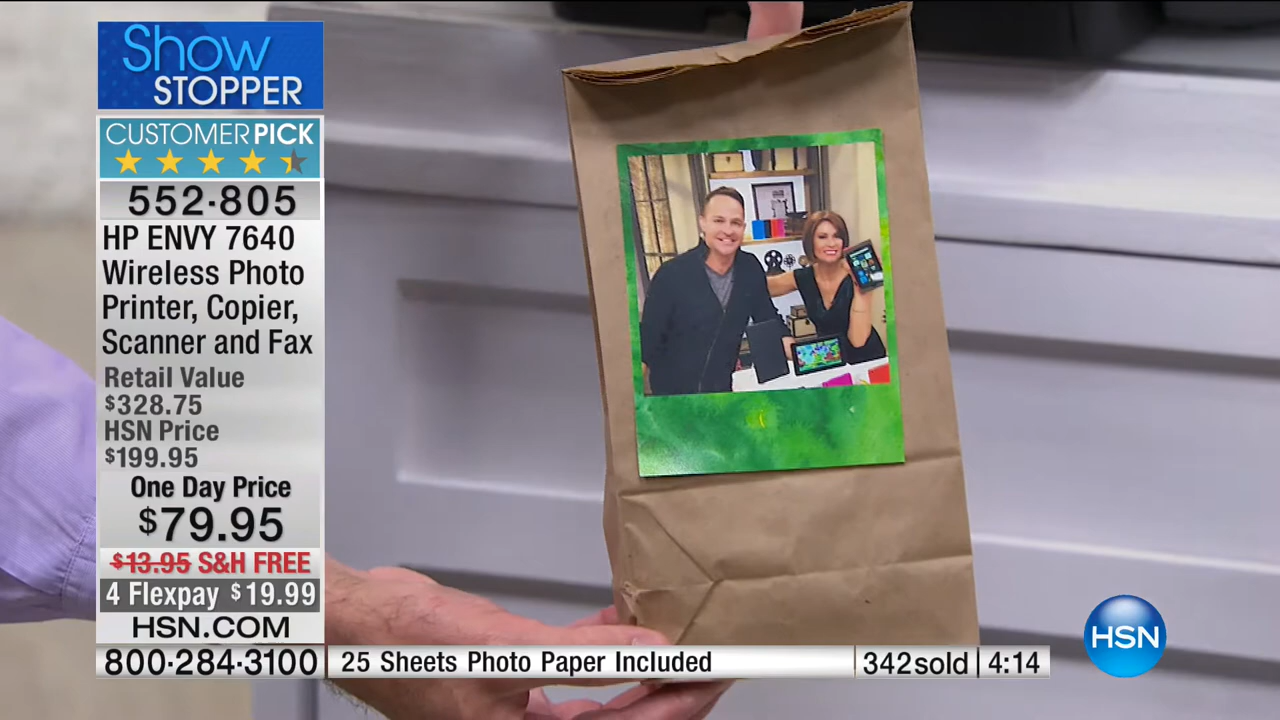 Show
STOPPER
CUSTOMER PICK
552·805
HP ENVY 7640
Wireless Photo
Printer, Copier,
Scanner and Fax
Retail Value
$328.75
HSN Price
$199.95
One Day Price
$79.95
$13.95 S&H FREE
4 Flexpay $19.99
HSN.COM
800·284·3100
25 Sheets Photo Paper Included
342 sold
4:14
HSN